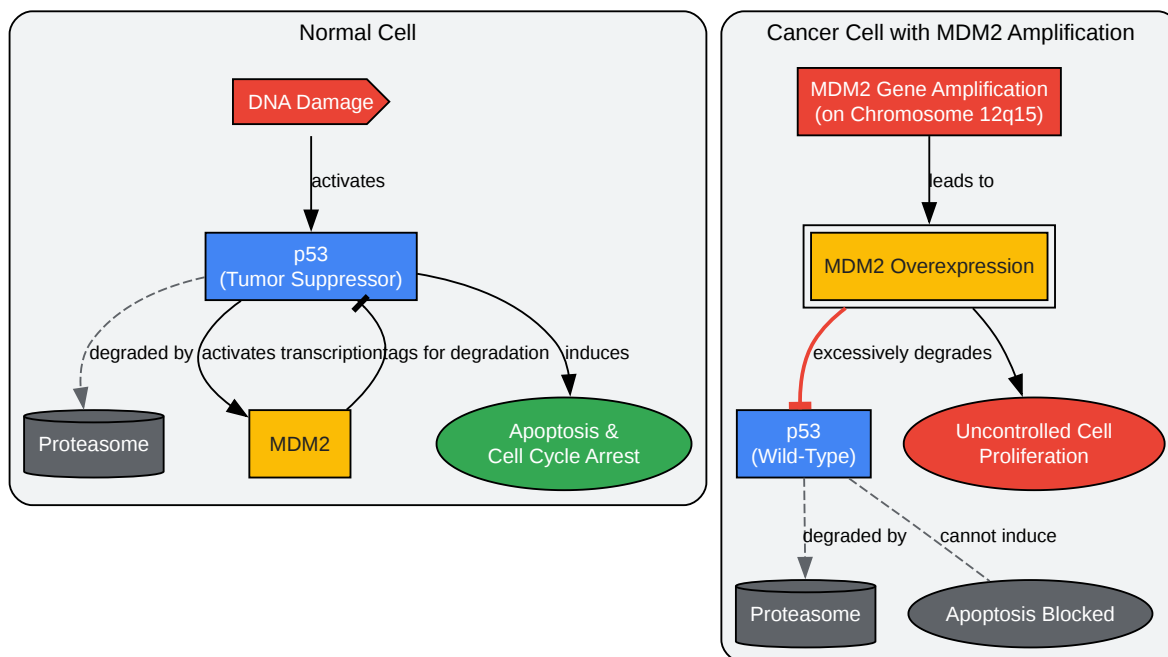 Normal Cell
DNA Damage
activates
p53
(Tumor Suppressor)
degraded by
activates transcription
tags for degradation
induces
Proteasome
MDM2
Apoptosis &
Cell Cycle Arrest
Cancer Cell with MDM2 Amplification
MDM2 Gene Amplification
(on Chromosome 12q15)
leads to
MDM2 Overexpression
excessively degrades
p53
(Wild-Type)
Uncontrolled Cell
Proliferation
degraded by
cannot induce
Proteasome
Apoptosis Blocked